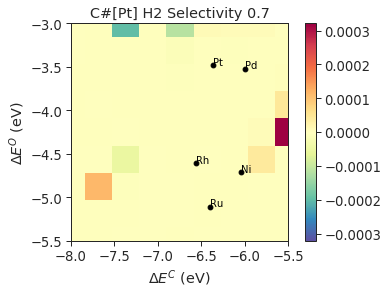 C#[Pt] H2 Selectivity 0.7
−3.0
−3.5
−4.0
−4.5
−5.0
−5.5
ΔE^O (eV)
Pt
Pd
Rh
Ni
Ru
−8.0 −7.5 −7.0 −6.5 −6.0 −5.5
ΔE^C (eV)
0.0003
0.0002
0.0001
0.0000
−0.0001
−0.0002
−0.0003